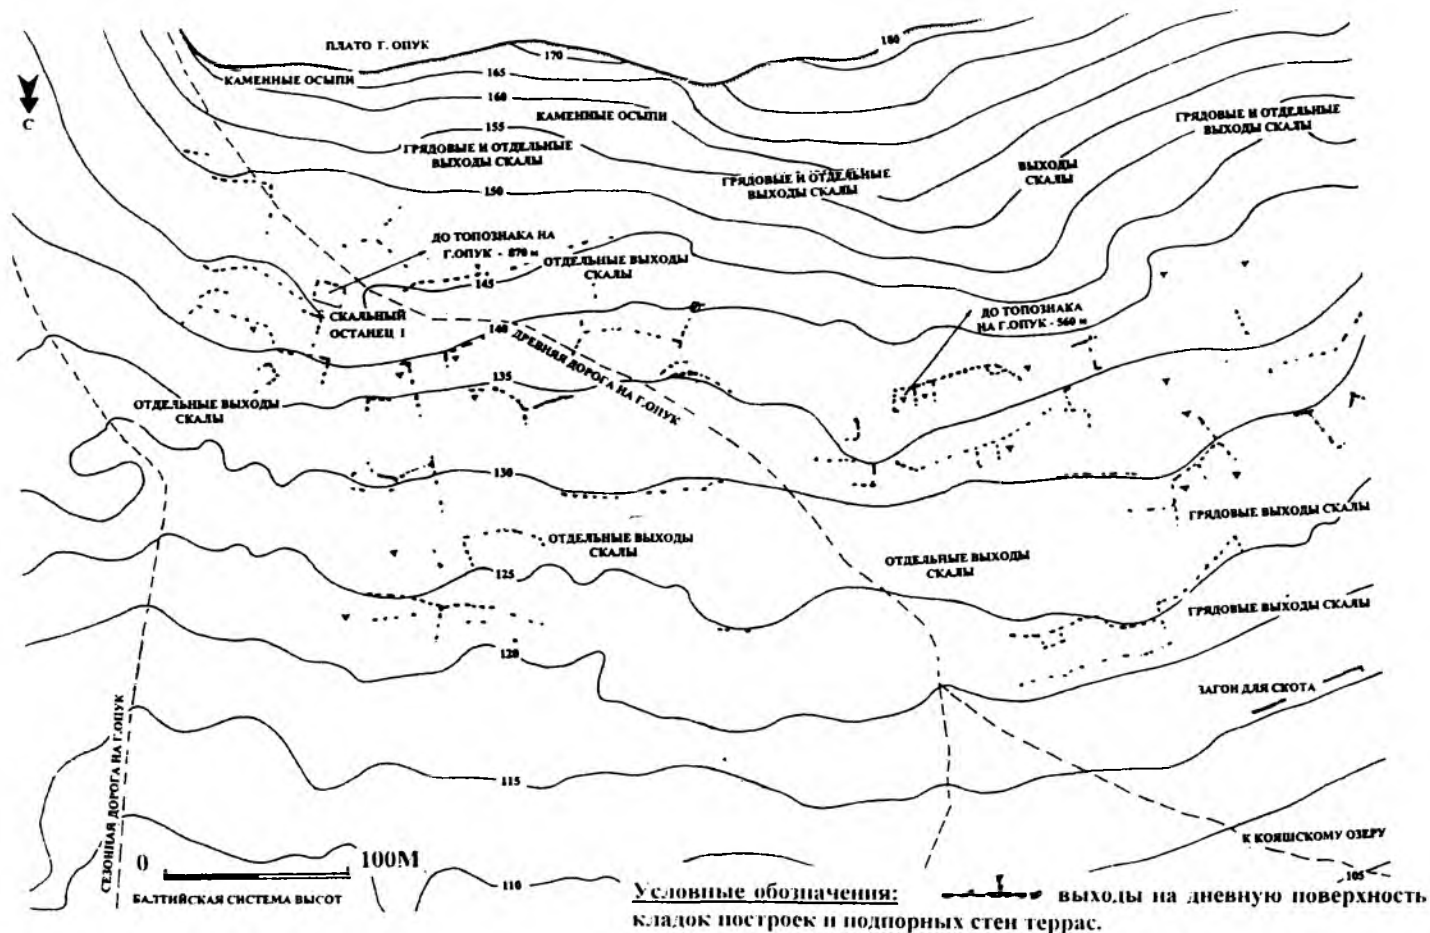 ПЛАТО Г. ОПУК
180
170
КАМЕННЫЕ ОСЫПИ
165
160
КАМЕННЫЕ ОСЫПИ
ГРЯДОВЫЕ И ОТДЕЛЬНЫЕ
ВЫХОДЫ СКАЛЫ
С
155
ГРЯДОВЫЕ И ОТДЕЛЬНЫЕ
ВЫХОДЫ СКАЛЫ
ВЫХОДЫ
СКАЛЫ
ГРЯДОВЫЕ И ОТДЕЛЬНЫЕ
ВЫХОДЫ СКАЛЫ
150
ДО ТОПОЗНАКА НА
Г.ОПУК - 870 м
ОТДЕЛЬНЫЕ ВЫХОДЫ
СКАЛЫ
145
СКАЛЬНЫЙ
ОСТАНЕЦ I
ДО ТОПОЗНАКА
НА Г.ОПУК - 560 м
140
ДРЕВНЯЯ ДОРОГА НА Г.ОПУК
135
ОТДЕЛЬНЫЕ ВЫХОДЫ
СКАЛЫ
130
ГРЯДОВЫЕ ВЫХОДЫ СКАЛЫ
ОТДЕЛЬНЫЕ ВЫХОДЫ
СКАЛЫ
ОТДЕЛЬНЫЕ ВЫХОДЫ
СКАЛЫ
125
ГРЯДОВЫЕ ВЫХОДЫ СКАЛЫ
120
ЗАГОН ДЛЯ СКОТА
СЕЗОННАЯ ДОРОГА НА Г.ОПУК
115
К КОЯШСКОМУ ОЗЕРУ
105
0 100М
БАЛТИЙСКАЯ СИСТЕМА ВЫСОТ
110
Условные обозначения: выходы на дневную поверхность
кладок построек и подпорных стен террас.